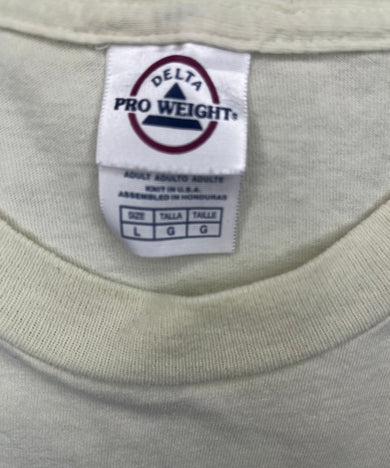 DELTA
PRO WEIGHT®
ADULT ADULTO ADULTE
KNIT IN U.S.A.
ASSEMBLED IN HONDURAS
SIZE TALLA TAILLE
L G G